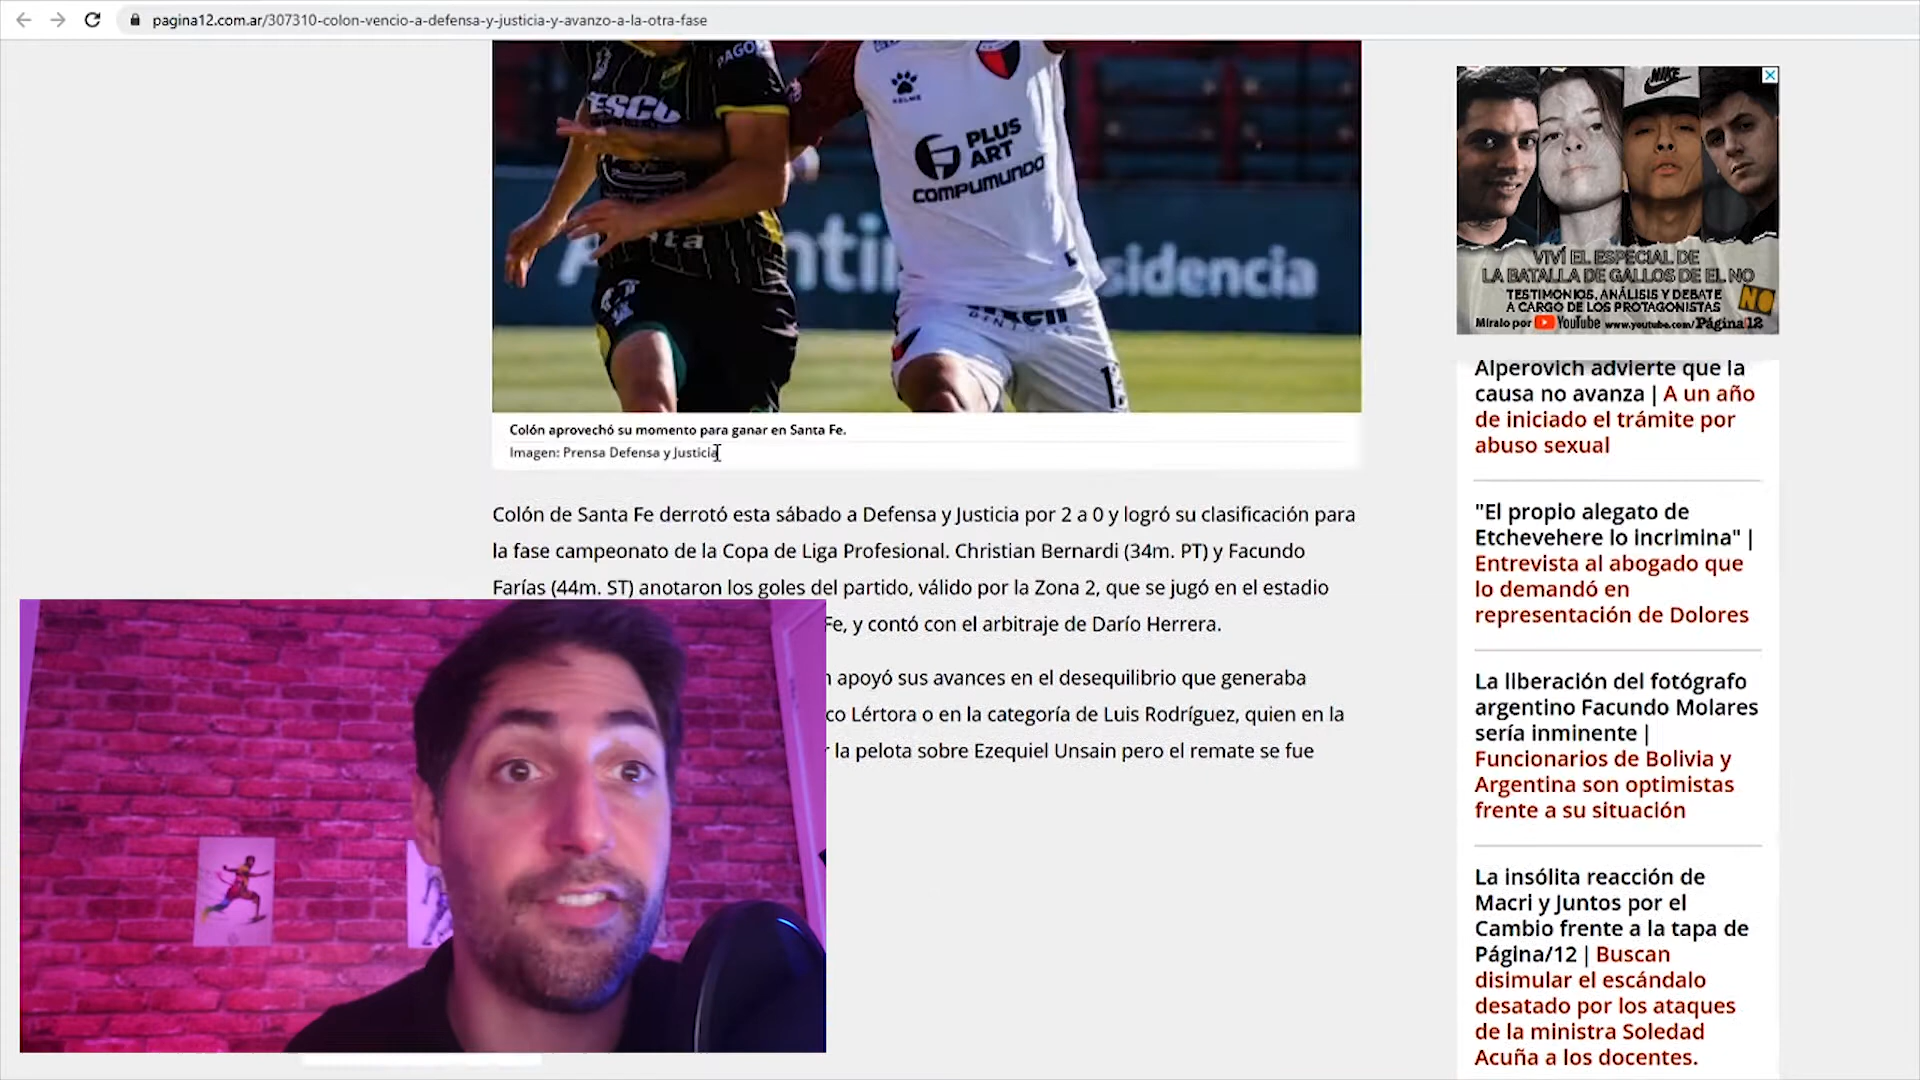 pagina12.com.ar/307310-colon-vencio-a-defensa-y-justicia-y-avanzo-a-la-otra-fase
PAGO
ESCO
KELME
PLUS
ART
COMPUMUNDO
sidencia
Colón aprovechó su momento para ganar en Santa Fe.
Imagen: Prensa Defensa y Justicia
Colón de Santa Fe derrotó esta sábado a Defensa y Justicia por 2 a 0 y logró su clasificación para
la fase campeonato de la Copa de Liga Profesional. Christian Bernardi (34m. PT) y Facundo
Farías (44m. ST) anotaron los goles del partido, válido por la Zona 2, que se jugó en el estadio
Fe, y contó con el arbitraje de Darío Herrera.
apoyó sus avances en el desequilibrio que generaba
co Lértora o en la categoría de Luis Rodríguez, quien en la
la pelota sobre Ezequiel Unsain pero el remate se fue
NIKE
VIVÍ EL ESPECIAL DE
LA BATALLA DE GALLOS DE EL NO
TESTIMONIOS, ANÁLISIS Y DEBATE
A CARGO DE LOS PROTAGONISTAS
NO
Miralo por YouTube www.youtube.com/Página12
Alperovich advierte que la
causa no avanza | A un año
de iniciado el trámite por
abuso sexual
"El propio alegato de
Etchevehere lo incrimina" |
Entrevista al abogado que
lo demandó en
representación de Dolores
La liberación del fotógrafo
argentino Facundo Molares
sería inminente |
Funcionarios de Bolivia y
Argentina son optimistas
frente a su situación
La insólita reacción de
Macri y Juntos por el
Cambio frente a la tapa de
Página/12 | Buscan
disimular el escándalo
desatado por los ataques
de la ministra Soledad
Acuña a los docentes.